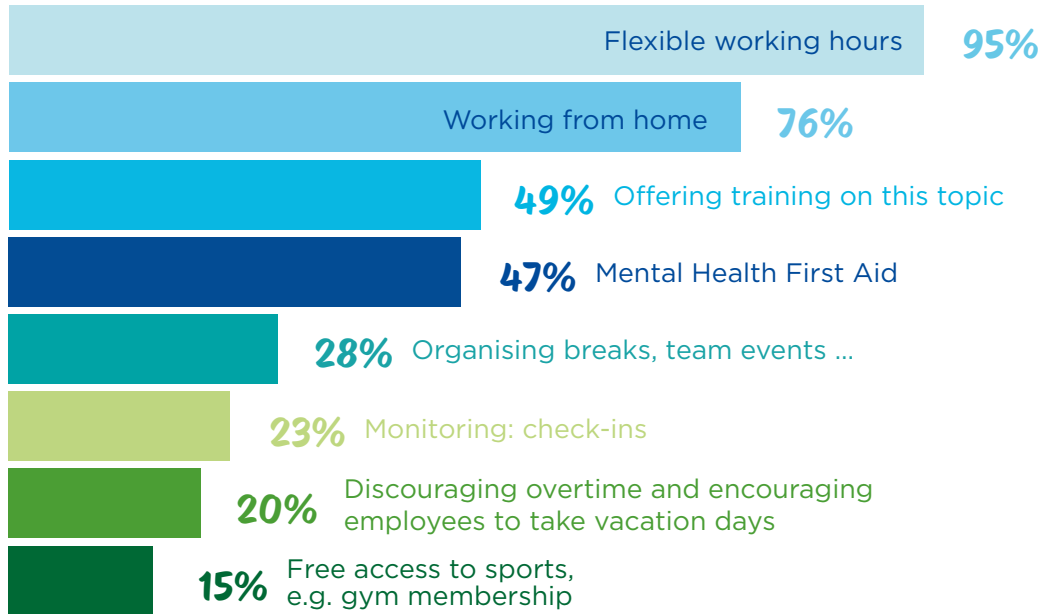 Flexible working hours 95%
Working from home 76%
49% Offering training on this topic
47% Mental Health First Aid
28% Organising breaks, team events ...
23% Monitoring: check-ins
20% Discouraging overtime and encouraging
employees to take vacation days
15% Free access to sports,
e.g. gym membership